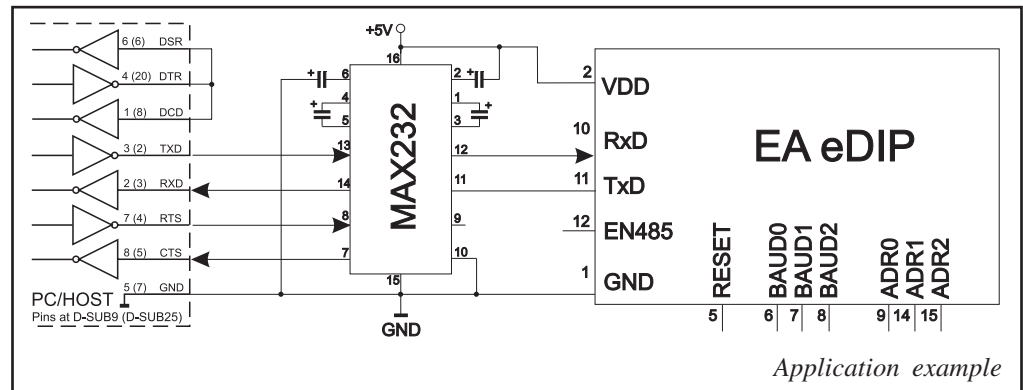 6 (6) DSR
4 (20) DTR
1 (8) DCD
3 (2) TXD
2 (3) RXD
7 (4) RTS
8 (5) CTS
5 (7) GND
PC/HOST
Pins at D-SUB9 (D-SUB25)
+5V
16
+ 6
4
+
5
13
14
8
7
15
MAX232
2 +
1
+
3
12
11
9
10
GND
2 VDD
10 RxD
11 TxD
12 EN485
1 GND
EA eDIP
RESET
BAUD0
BAUD1
BAUD2
ADR0
ADR1
ADR2
5 6 7 8 9 14 15
Application example